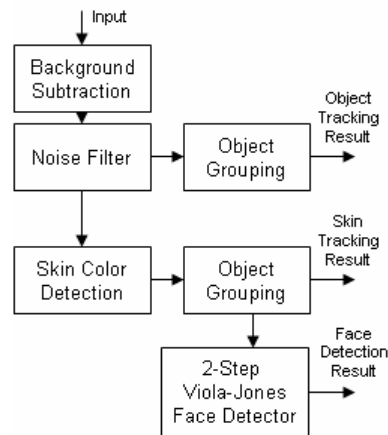 Input
Background
Subtraction
Object
Tracking
Result
Noise Filter
Object
Grouping
Skin
Tracking
Result
Skin Color
Detection
Object
Grouping
Face
Detection
Result
2-Step
Viola-Jones
Face Detector